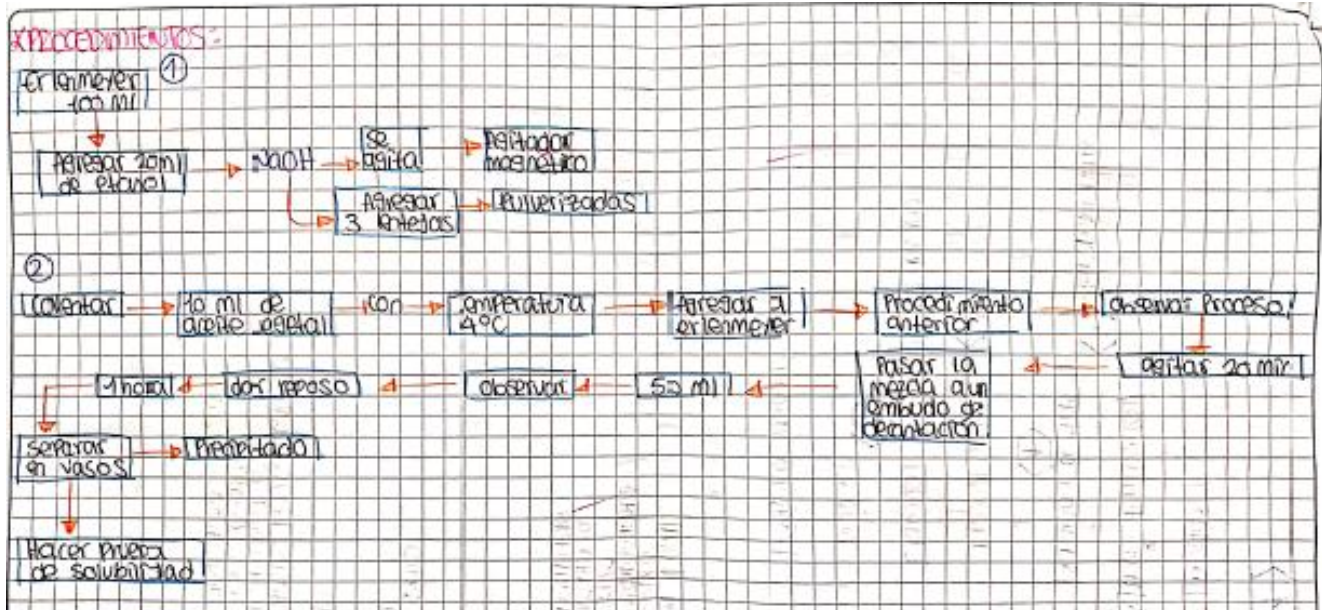 *PROCEDIMIENTOS:
①
Erlenmeyer
100 Ml
Agregar 20ml
de etanol
NaOH
se
agita
Agitador
magnético
Agregar
3 lentejas
Pulverizadas
②
Calentar
10 ml de
aceite vegetal
con
temperatura
4°C
Agregar al
erlenmeyer
Procedimiento
anterior
observar Proceso
agitar 20 min
Pasar la
mezcla a un
embudo de
decantación
50 ml
observar
dar reposo
1 hora
separar
en vasos
Precipitado
Hacer prueba
de solubilidad